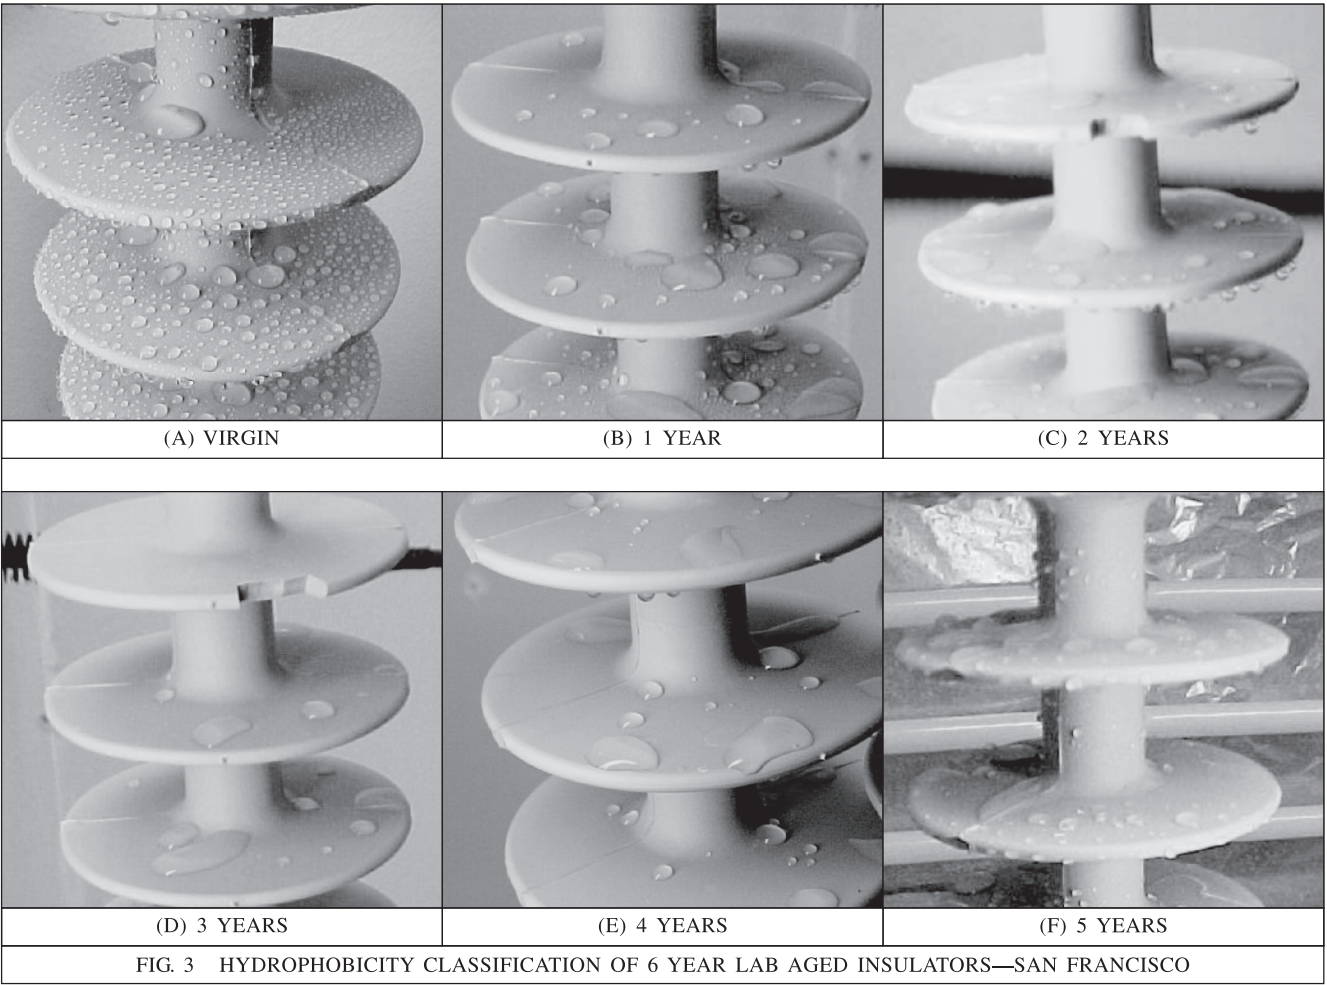 (A) VIRGIN
(B) 1 YEAR
(C) 2 YEARS
(D) 3 YEARS
(E) 4 YEARS
(F) 5 YEARS
FIG. 3 HYDROPHOBICITY CLASSIFICATION OF 6 YEAR LAB AGED INSULATORS—SAN FRANCISCO